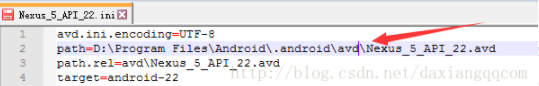 Nexus_5_API_22.ini
1 avd.ini.encoding=UTF-8
2 path=D:\Program Files\Android\.android\avd\Nexus_5_API_22.avd
3 path.rel=avd\Nexus_5_API_22.avd
4 target=android-22
http://blog.csdn.net/daxiangqqcom